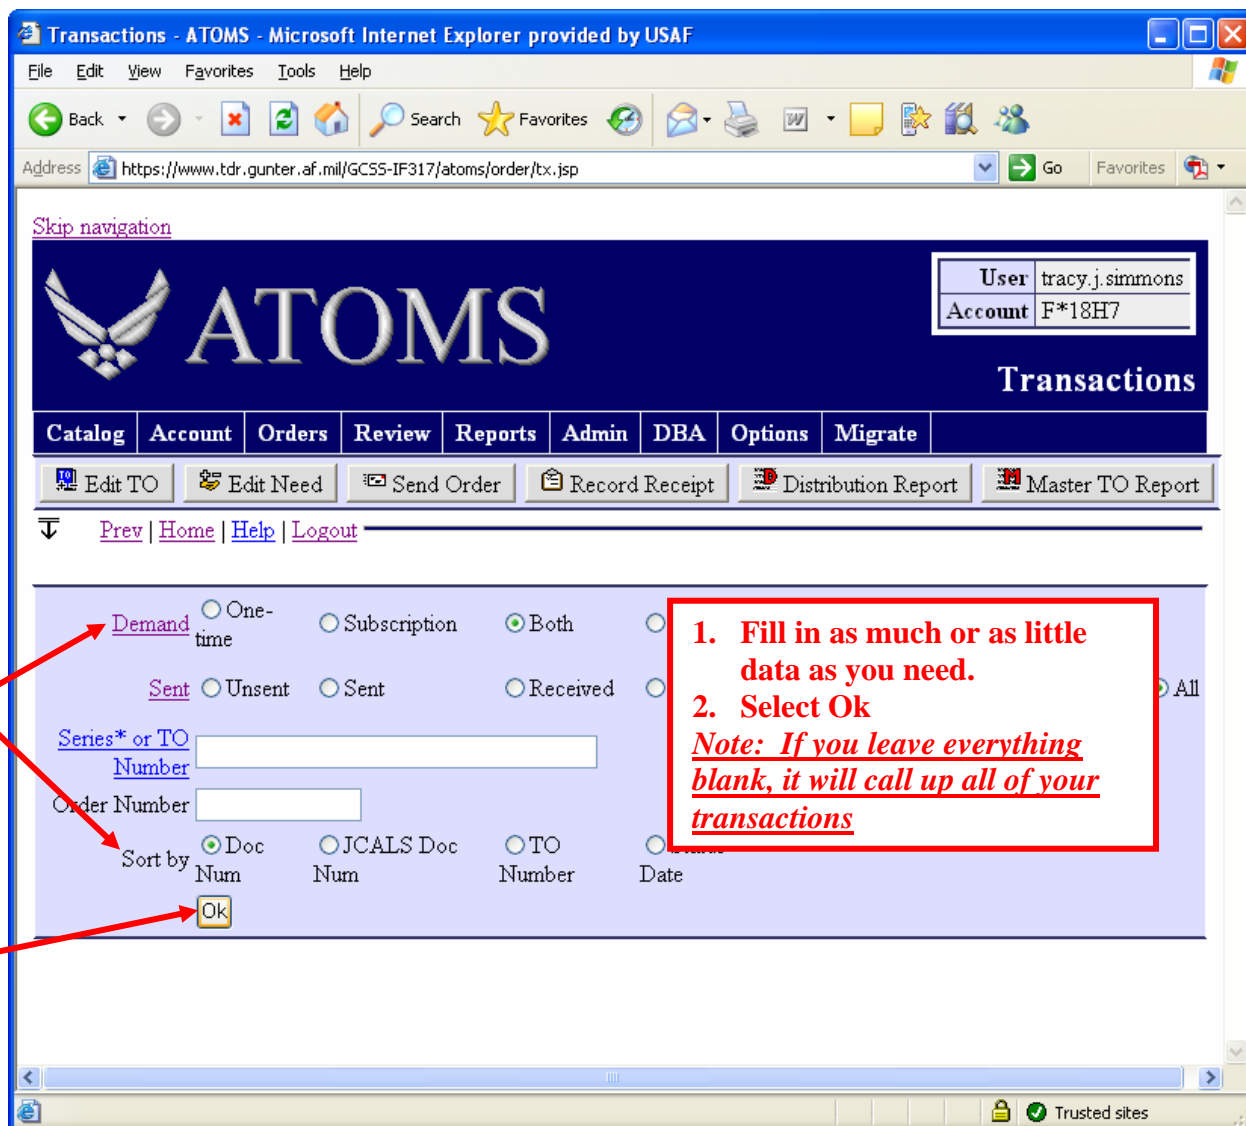 Transactions - ATOMS - Microsoft Internet Explorer provided by USAF
File Edit View Favorites Tools Help
Back Search Favorites
Address https://www.tdr.gunter.af.mil/GCSS-IF317/atoms/order/tx.jsp Go Favorites
Skip navigation
ATOMS
User tracy.j.simmons
Account F*18H7
Transactions
Catalog Account Orders Review Reports Admin DBA Options Migrate
Edit TO Edit Need Send Order Record Receipt Distribution Report Master TO Report
Prev | Home | Help | Logout
Demand One-time Subscription Both
Sent Unsent Sent Received All
Series* or TO Number
Order Number
Sort by Doc Num JCALS Doc Num TO Number Date
Ok
1. Fill in as much or as little
data as you need.
2. Select Ok
Note: If you leave everything
blank, it will call up all of your
transactions
Trusted sites